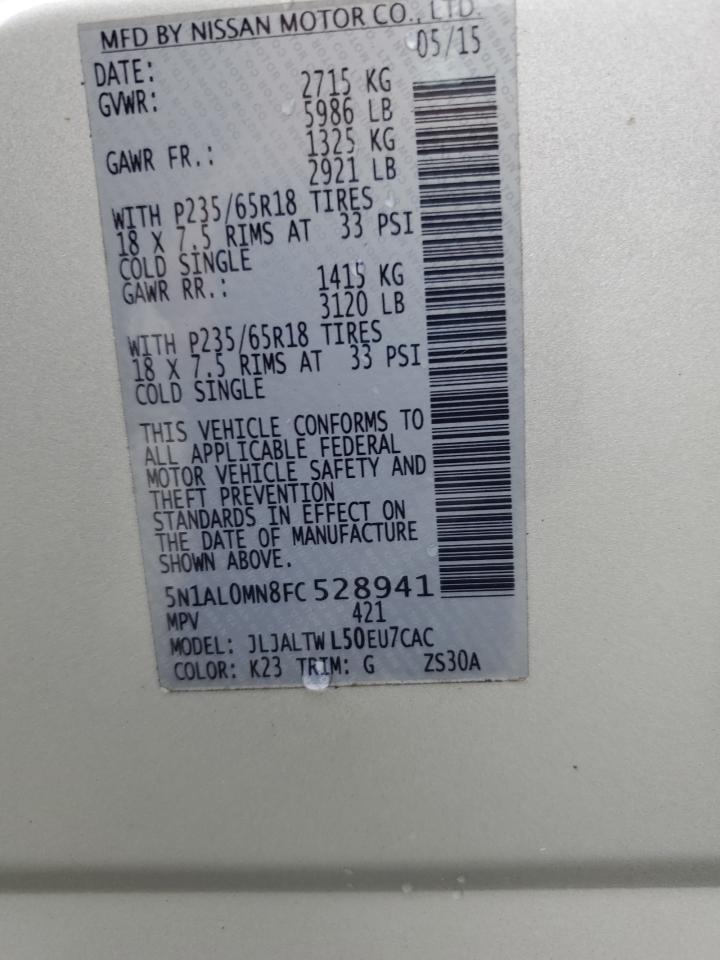 MFD BY NISSAN MOTOR CO., LTD.
DATE: 05/15
GVWR: 2715 KG
5986 LB
GAWR FR.: 1325 KG
2921 LB
WITH P235/65R18 TIRES
18 X 7.5 RIMS AT 33 PSI
COLD SINGLE
GAWR RR.: 1415 KG
3120 LB
WITH P235/65R18 TIRES
18 X 7.5 RIMS AT 33 PSI
COLD SINGLE
THIS VEHICLE CONFORMS TO
ALL APPLICABLE FEDERAL
MOTOR VEHICLE SAFETY AND
THEFT PREVENTION
STANDARDS IN EFFECT ON
THE DATE OF MANUFACTURE
SHOWN ABOVE.
5N1AL0MN8FC528941
MPV 421
MODEL: JLJALTWL50EU7CAC
COLOR: K23 TRIM: G ZS30A